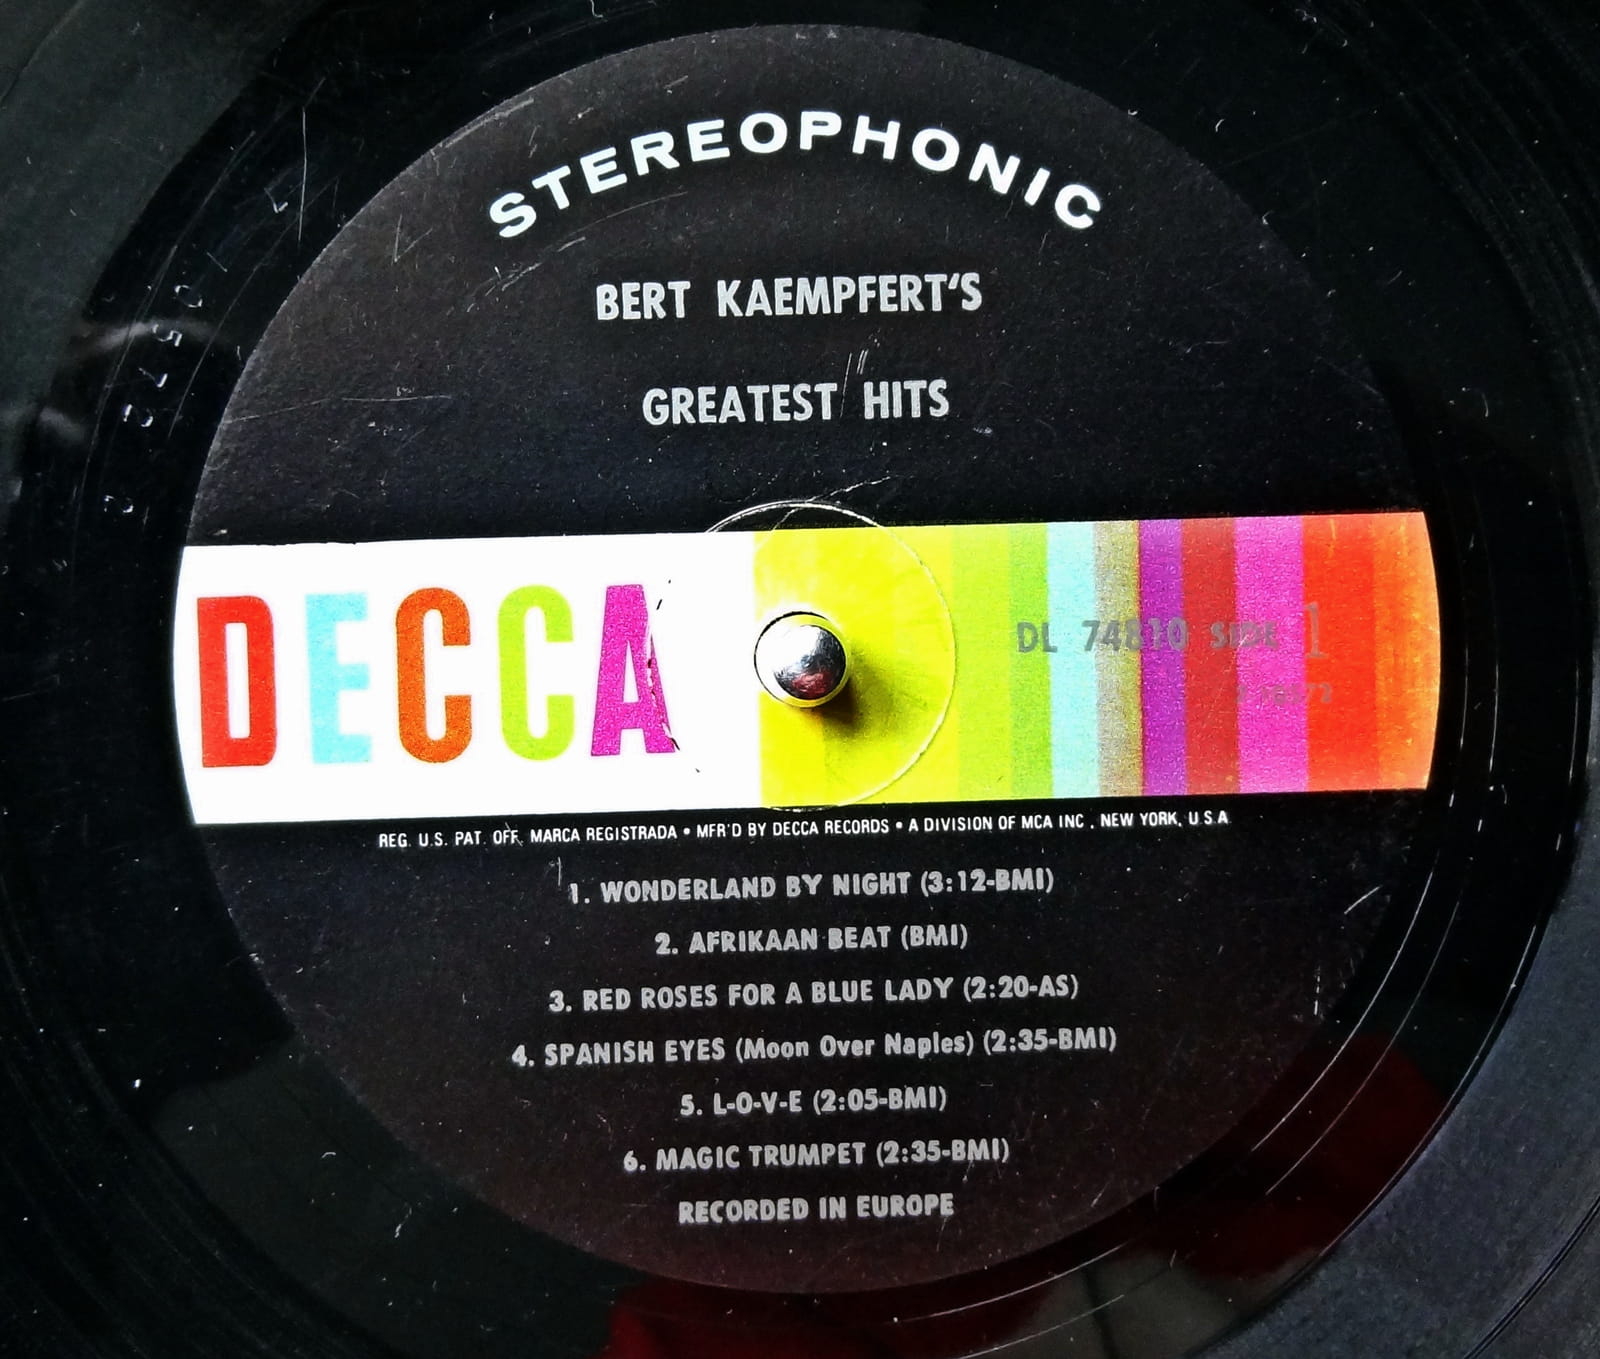 STEREOPHONIC
BERT KAEMPFERT'S
GREATEST HITS
DECCA
DL 74810 SIDE 1
REG. U.S. PAT. OFF. MARCA REGISTRADA • MFR'D BY DECCA RECORDS • A DIVISION OF MCA INC., NEW YORK, U.S.A.
1. WONDERLAND BY NIGHT (3:12-BMI)
2. AFRIKAAN BEAT (BMI)
3. RED ROSES FOR A BLUE LADY (2:20-AS)
4. SPANISH EYES (Moon Over Naples) (2:35-BMI)
5. L-O-V-E (2:05-BMI)
6. MAGIC TRUMPET (2:35-BMI)
RECORDED IN EUROPE